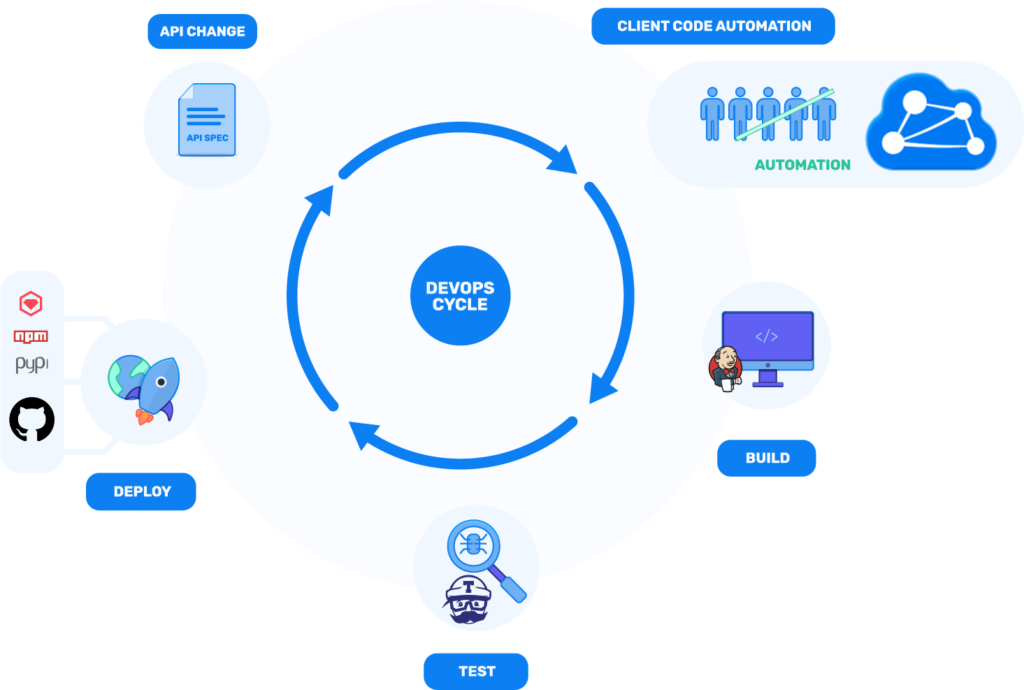 API CHANGE
CLIENT CODE AUTOMATION
API SPEC
AUTOMATION
DEVOPS
CYCLE
npm
pypi
</>
BUILD
DEPLOY
T
TEST